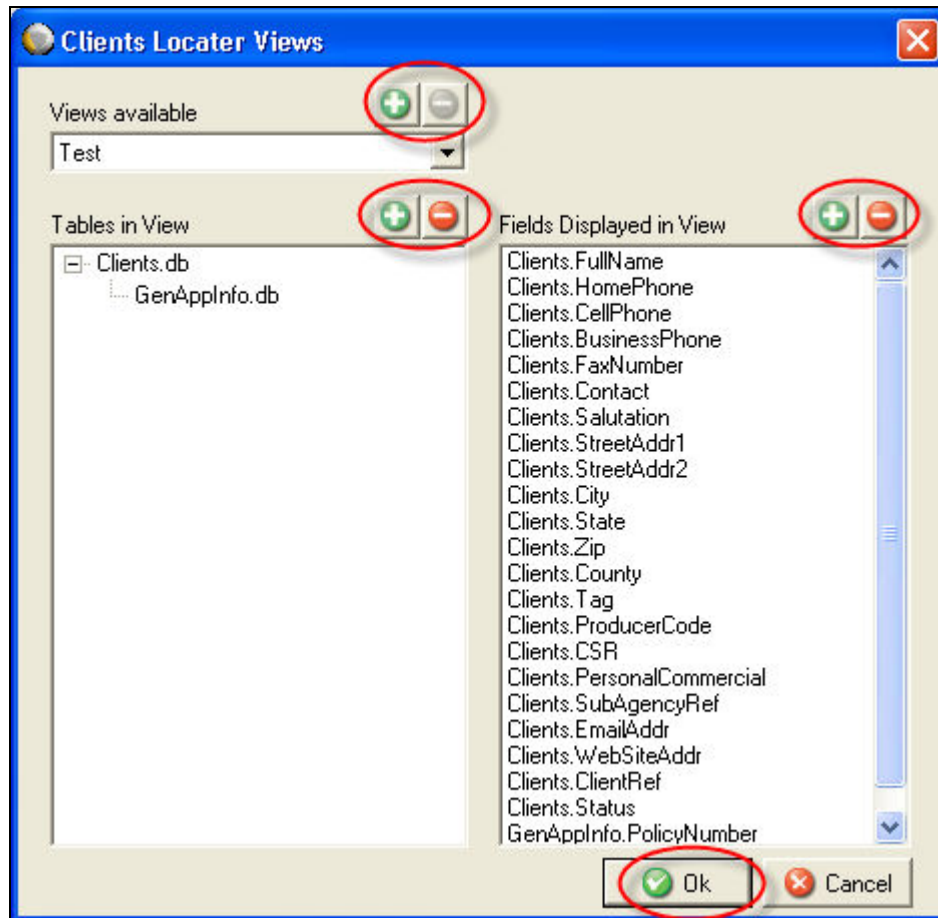 Clients Locater Views
Views available
Test
Tables in View
Clients.db
GenAppInfo.db
Fields Displayed in View
Clients.FullName
Clients.HomePhone
Clients.CellPhone
Clients.BusinessPhone
Clients.FaxNumber
Clients.Contact
Clients.Salutation
Clients.StreetAddr1
Clients.StreetAddr2
Clients.City
Clients.State
Clients.Zip
Clients.County
Clients.Tag
Clients.ProducerCode
Clients.CSR
Clients.PersonalCommercial
Clients.SubAgencyRef
Clients.EmailAddr
Clients.WebSiteAddr
Clients.ClientRef
Clients.Status
GenAppInfo.PolicyNumber
Ok
Cancel